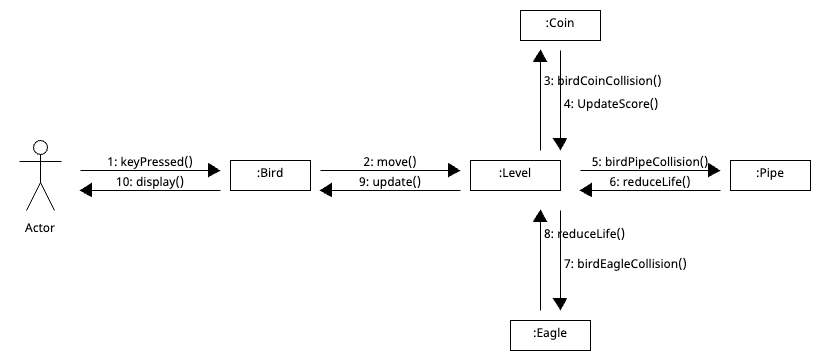 :Coin
3: birdCoinCollision()
4: UpdateScore()
1: keyPressed()
2: move()
5: birdPipeCollision()
:Bird
:Level
:Pipe
10: display()
9: update()
6: reduceLife()
Actor
8: reduceLife()
7: birdEagleCollision()
:Eagle